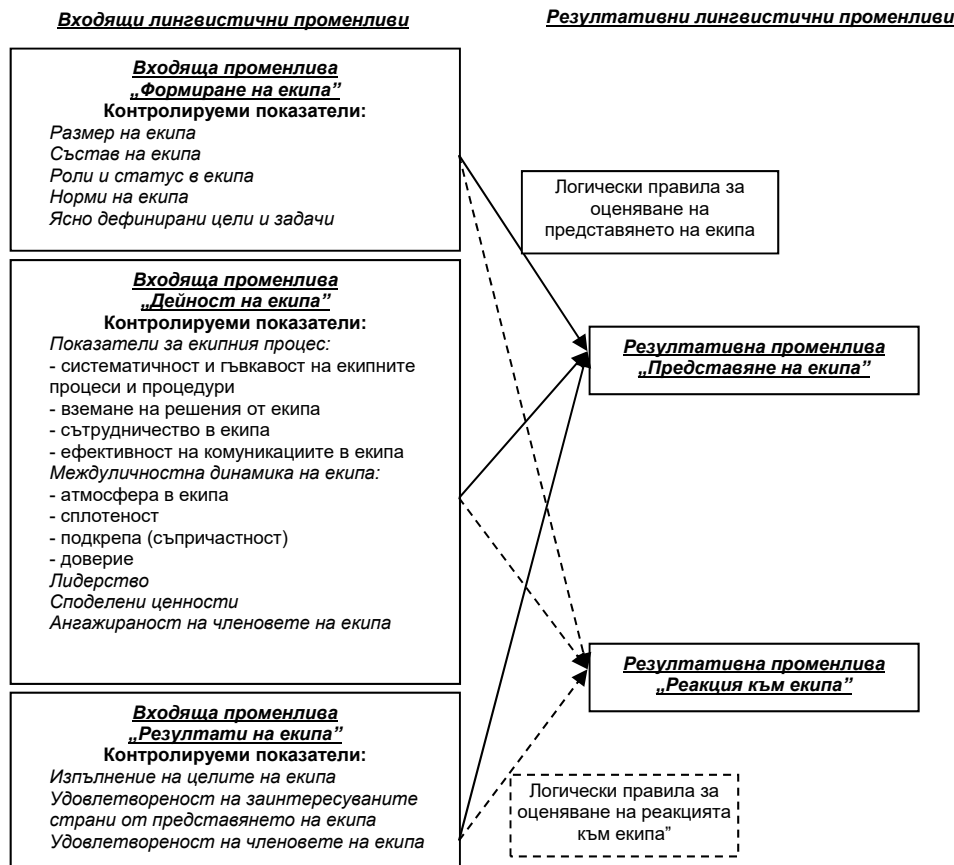 Входящи лингвистични променливи
Резултативни лингвистични променливи
Входяща променлива
„Формиране на екипа”
Контролируеми показатели:
Размер на екипа
Състав на екипа
Роли и статус в екипа
Норми на екипа
Ясно дефинирани цели и задачи
Логически правила за
оценяване на
представянето на екипа
Входяща променлива
„Дейност на екипа”
Контролируеми показатели:
Показатели за екипния процес:
- систематичност и гъвкавост на екипните
процеси и процедури
- вземане на решения от екипа
- сътрудничество в екипа
- ефективност на комуникациите в екипа
Междуличностна динамика на екипа:
- атмосфера в екипа
- сплотеност
- подкрепа (съпричастност)
- доверие
Лидерство
Споделени ценности
Ангажираност на членовете на екипа
Резултативна променлива
„Представяне на екипа”
Резултативна променлива
„Реакция към екипа”
Входяща променлива
„Резултати на екипа”
Контролируеми показатели:
Изпълнение на целите на екипа
Удовлетвореност на заинтересуваните
страни от представянето на екипа
Удовлетвореност на членовете на екипа
Логически правила за
оценяване на реакцията
към екипа”